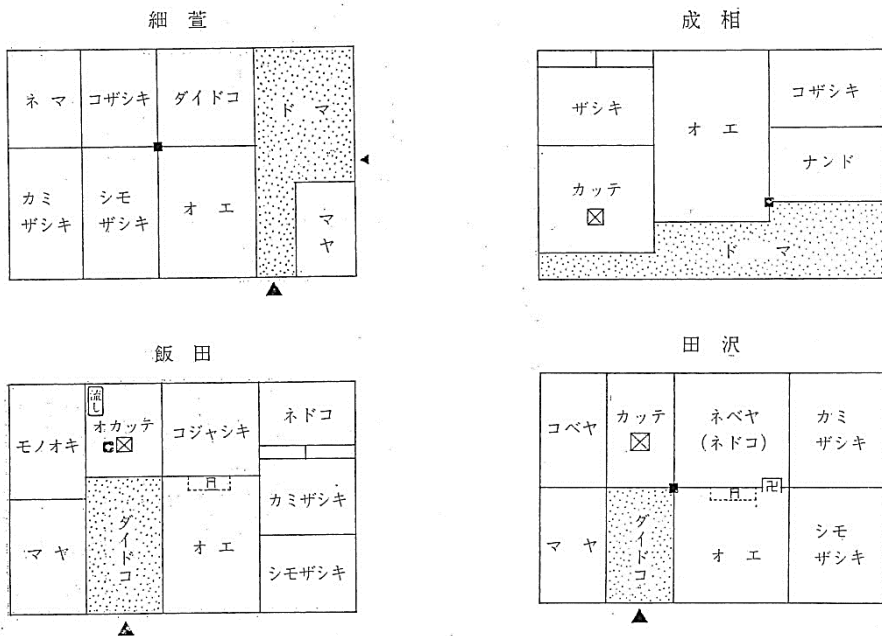 細萱
ネマ
コザシキ
ダイドコ
ドマ
カミ
ザシキ
シモ
ザシキ
オエ
マヤ
成相
ザシキ
オエ
コザシキ
カッテ
ナンド
ドマ
飯田
モノオキ
流し
オカッテ
コジャシキ
ネドコ
マヤ
ダイドコ
オエ
カミザシキ
シモザシキ
田沢
コベヤ
カッテ
ネベヤ
(ネドコ)
カミ
ザシキ
卍
マヤ
ダイドコ
オエ
シモ
ザシキ